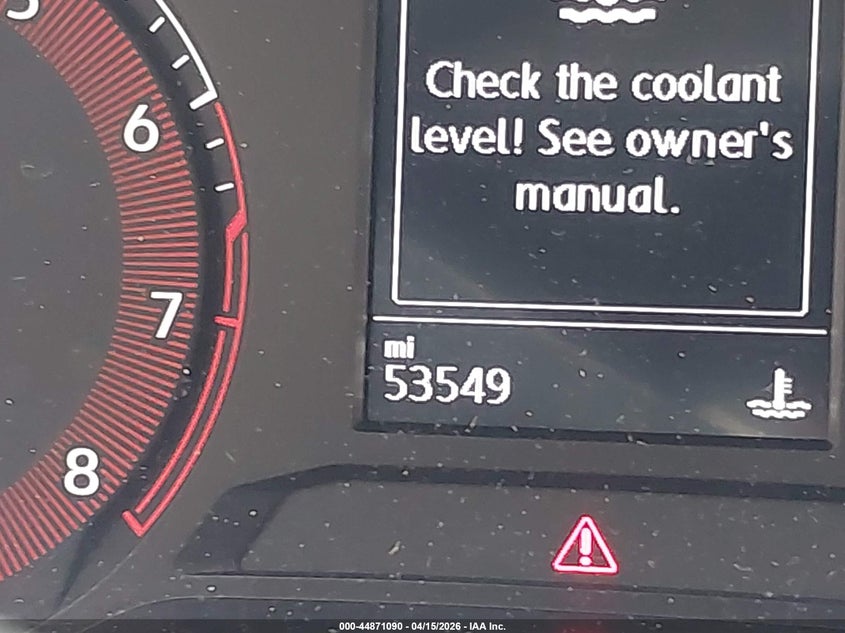 5
6
7
8
Check the coolant
level! See owner's
manual.
mi
53549
000-44871090 - 04/15/2026 - IAA Inc.